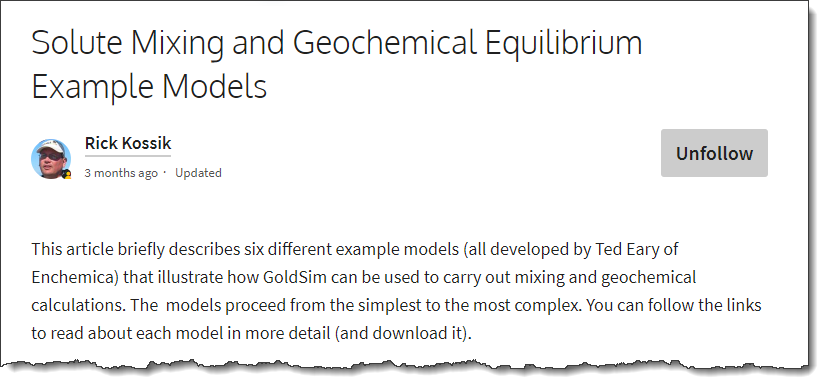 Solute Mixing and Geochemical Equilibrium
Example Models
Rick Kossik
3 months ago · Updated
Unfollow
This article briefly describes six different example models (all developed by Ted Eary of
Enchemica) that illustrate how GoldSim can be used to carry out mixing and geochemical
calculations. The  models proceed from the simplest to the most complex. You can follow the links
to read about each model in more detail (and download it).